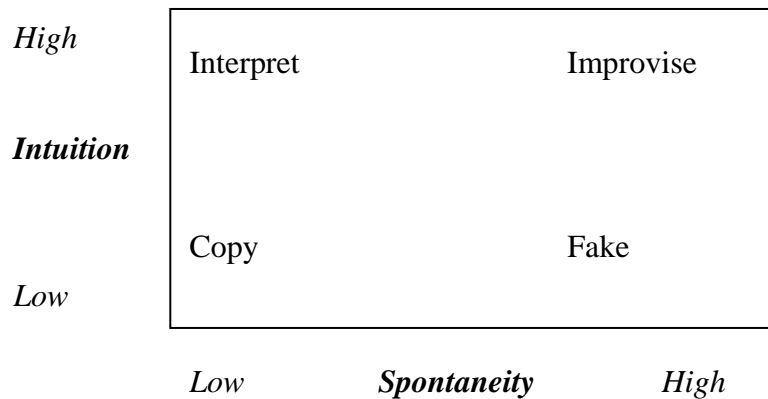 High
Interpret Improvise
Intuition
Copy Fake
Low
Low Spontaneity High